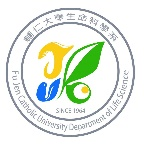 輔仁大學生命科學系
SINCE 1964
Fu Jen Catholic University Department of Life Science